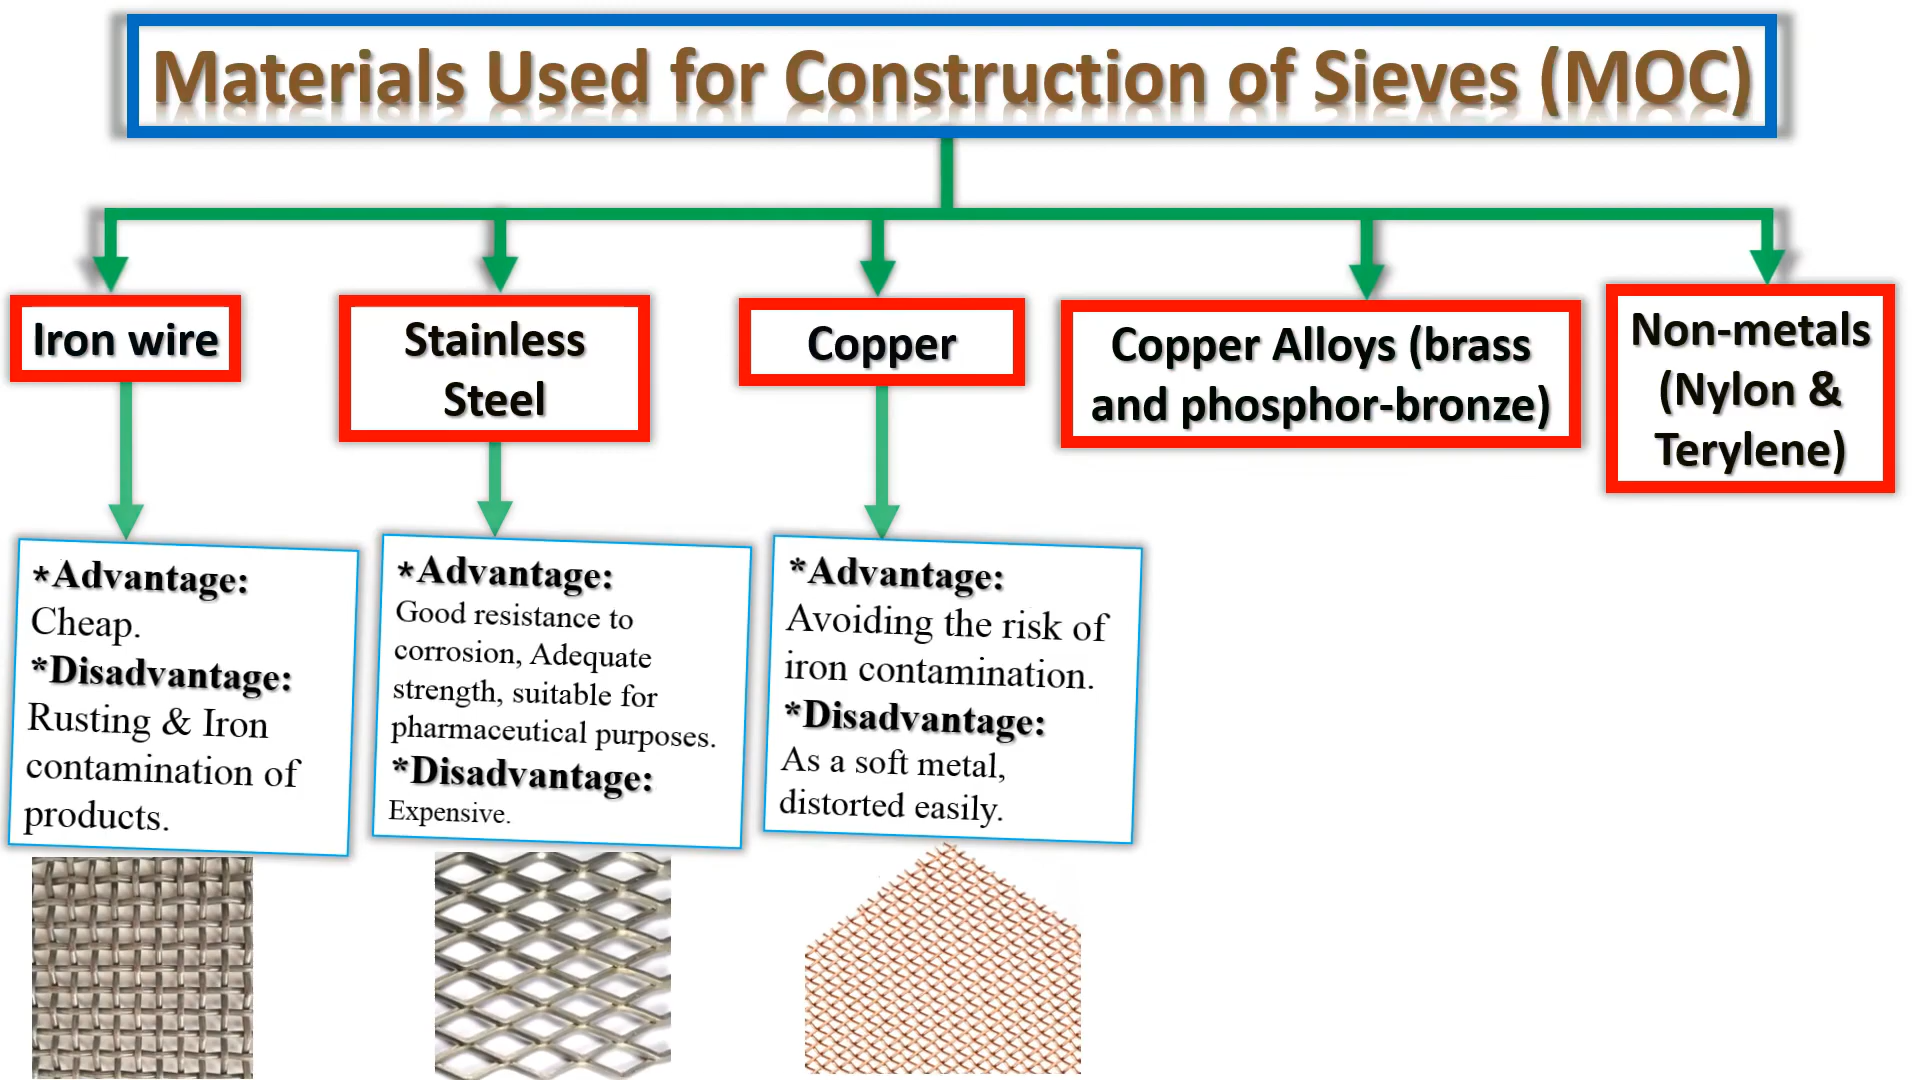 Materials Used for Construction of Sieves (MOC)
Iron wire
Stainless
Steel
Copper
Copper Alloys (brass
and phosphor-bronze)
Non-metals
(Nylon &
Terylene)
*Advantage:
Cheap.
*Disadvantage:
Rusting & Iron
contamination of
products.
*Advantage:
Good resistance to
corrosion, Adequate
strength, suitable for
pharmaceutical purposes.
*Disadvantage:
Expensive.
*Advantage:
Avoiding the risk of
iron contamination.
*Disadvantage:
As a soft metal,
distorted easily.